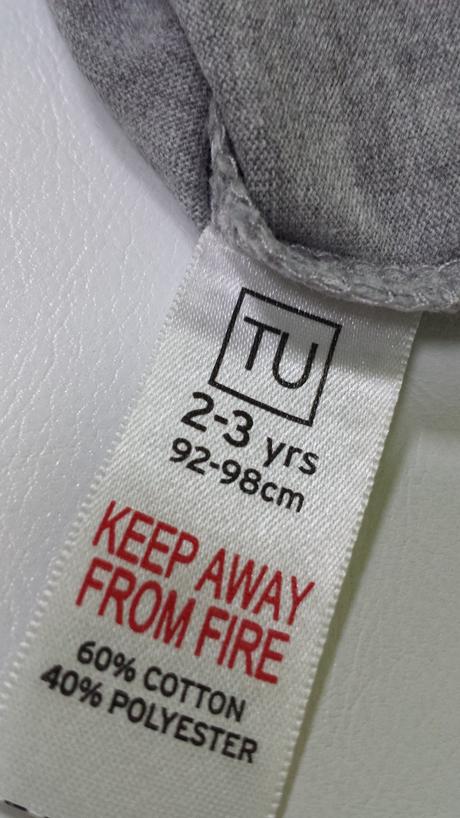 TU
2-3 yrs
92-98cm
KEEP AWAY
FROM FIRE
60% COTTON
40% POLYESTER